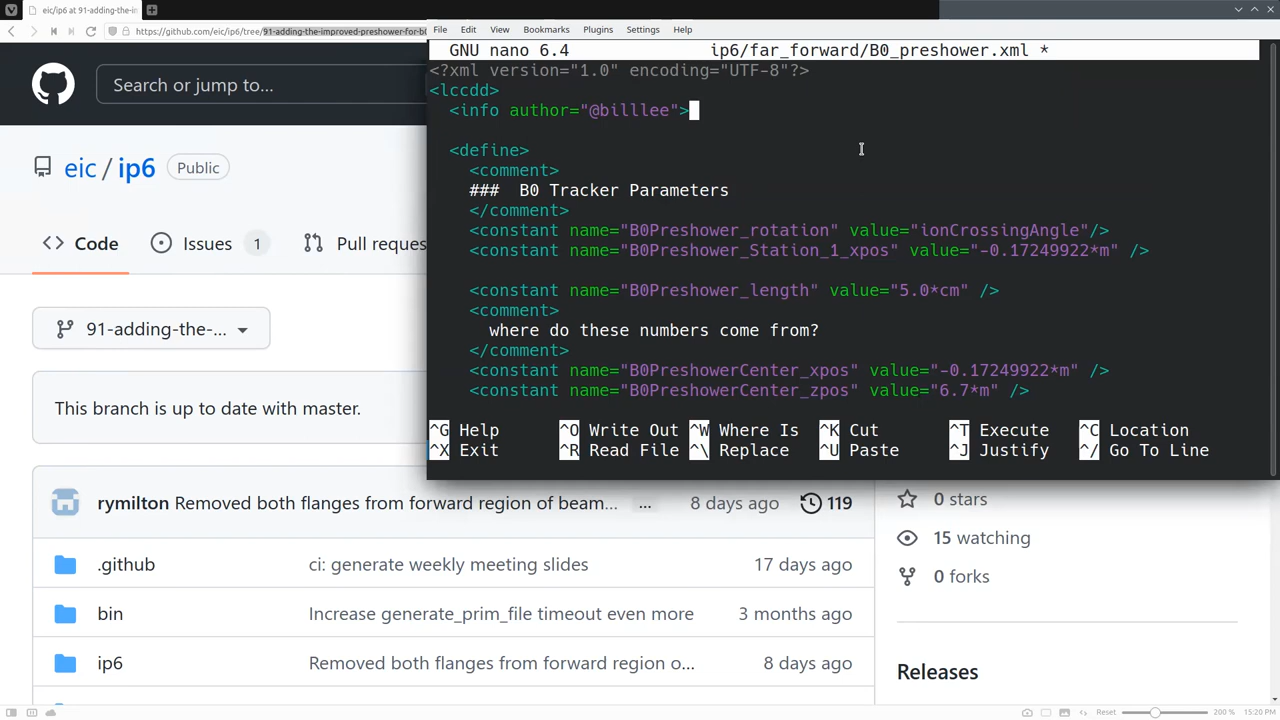 eic/ip6 at 91-adding-the-in
https://github.com/eic/ip6/tree/91-adding-the-improved-preshower-for-b0
Search or jump to...
eic / ip6 Public
Code Issues 1 Pull reques
91-adding-the-...
This branch is up to date with master.
rymilton Removed both flanges from forward region of beam... ... 8 days ago 119
.github ci: generate weekly meeting slides 17 days ago
bin Increase generate_prim_file timeout even more 3 months ago
ip6 Removed both flanges from forward region o... 8 days ago
File Edit View Bookmarks Plugins Settings Help
GNU nano 6.4 ip6/far_forward/B0_preshower.xml *
<?xml version="1.0" encoding="UTF-8"?>
<lccdd>
<info author="@billlee">
<define>
<comment>
### B0 Tracker Parameters
</comment>
<constant name="B0Preshower_rotation" value="ionCrossingAngle"/>
<constant name="B0Preshower_Station_1_xpos" value="-0.17249922*m" />
<constant name="B0Preshower_length" value="5.0*cm" />
<comment>
where do these numbers come from?
</comment>
<constant name="B0PreshowerCenter_xpos" value="-0.17249922*m" />
<constant name="B0PreshowerCenter_zpos" value="6.7*m" />
^G Help ^O Write Out ^W Where Is ^K Cut ^T Execute ^C Location
^X Exit ^R Read File ^\ Replace ^U Paste ^J Justify ^/ Go To Line
0 stars
15 watching
0 forks
Releases
Reset 200 % 15:20 PM